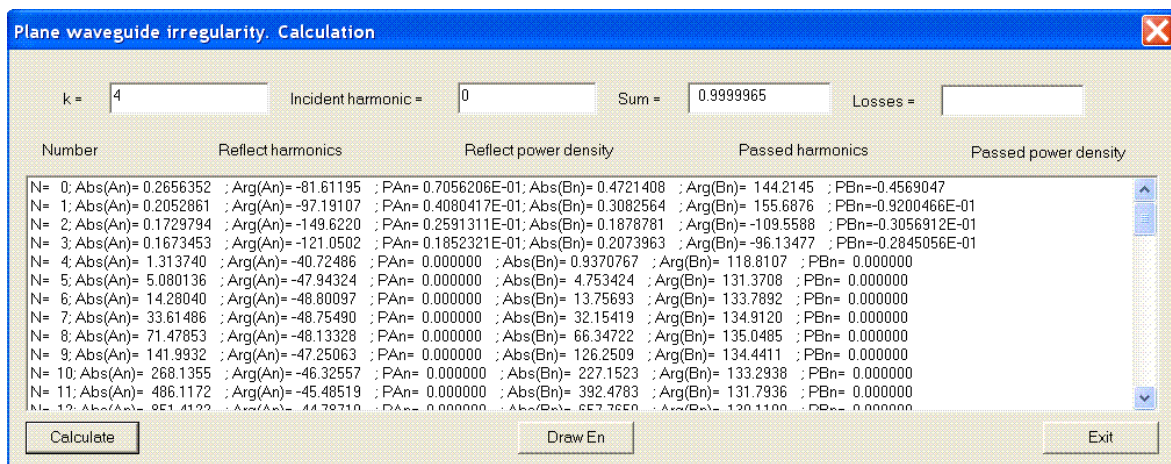 Plane waveguide irregularity. Calculation
k = 4 Incident harmonic = 0 Sum = 0.9999965 Losses =
Number Reflect harmonics Reflect power density Passed harmonics Passed power density
N= 0; Abs(An)= 0.2656352 ; Arg(An)= -81.61195 ; PAn= 0.7056206E-01; Abs(Bn)= 0.4721408 ; Arg(Bn)= 144.2145 ; PBn=-0.4569047
N= 1; Abs(An)= 0.2052861 ; Arg(An)= -97.19107 ; PAn= 0.4080417E-01; Abs(Bn)= 0.3082564 ; Arg(Bn)= 155.6876 ; PBn=-0.9200466E-01
N= 2; Abs(An)= 0.1729794 ; Arg(An)= -149.6220 ; PAn= 0.2591311E-01; Abs(Bn)= 0.1878781 ; Arg(Bn)= -109.5588 ; PBn=-0.3056912E-01
N= 3; Abs(An)= 0.1673453 ; Arg(An)= -121.0502 ; PAn= 0.1852321E-01; Abs(Bn)= 0.2073963 ; Arg(Bn)= -96.13477 ; PBn=-0.2845056E-01
N= 4; Abs(An)= 1.313740 ; Arg(An)= -40.72486 ; PAn= 0.000000 ; Abs(Bn)= 0.9370767 ; Arg(Bn)= 118.8107 ; PBn= 0.000000
N= 5; Abs(An)= 5.080136 ; Arg(An)= -47.94324 ; PAn= 0.000000 ; Abs(Bn)= 4.753424 ; Arg(Bn)= 131.3708 ; PBn= 0.000000
N= 6; Abs(An)= 14.28040 ; Arg(An)= -48.80097 ; PAn= 0.000000 ; Abs(Bn)= 13.75693 ; Arg(Bn)= 133.7892 ; PBn= 0.000000
N= 7; Abs(An)= 33.61486 ; Arg(An)= -48.75490 ; PAn= 0.000000 ; Abs(Bn)= 32.15419 ; Arg(Bn)= 134.9120 ; PBn= 0.000000
N= 8; Abs(An)= 71.47853 ; Arg(An)= -48.13328 ; PAn= 0.000000 ; Abs(Bn)= 66.34722 ; Arg(Bn)= 135.0485 ; PBn= 0.000000
N= 9; Abs(An)= 141.9932 ; Arg(An)= -47.25063 ; PAn= 0.000000 ; Abs(Bn)= 126.2509 ; Arg(Bn)= 134.4411 ; PBn= 0.000000
N= 10; Abs(An)= 268.1355 ; Arg(An)= -46.32557 ; PAn= 0.000000 ; Abs(Bn)= 227.1523 ; Arg(Bn)= 133.2938 ; PBn= 0.000000
N= 11; Abs(An)= 486.1172 ; Arg(An)= -45.48519 ; PAn= 0.000000 ; Abs(Bn)= 392.4783 ; Arg(Bn)= 131.7936 ; PBn= 0.000000
Calculate Draw En Exit